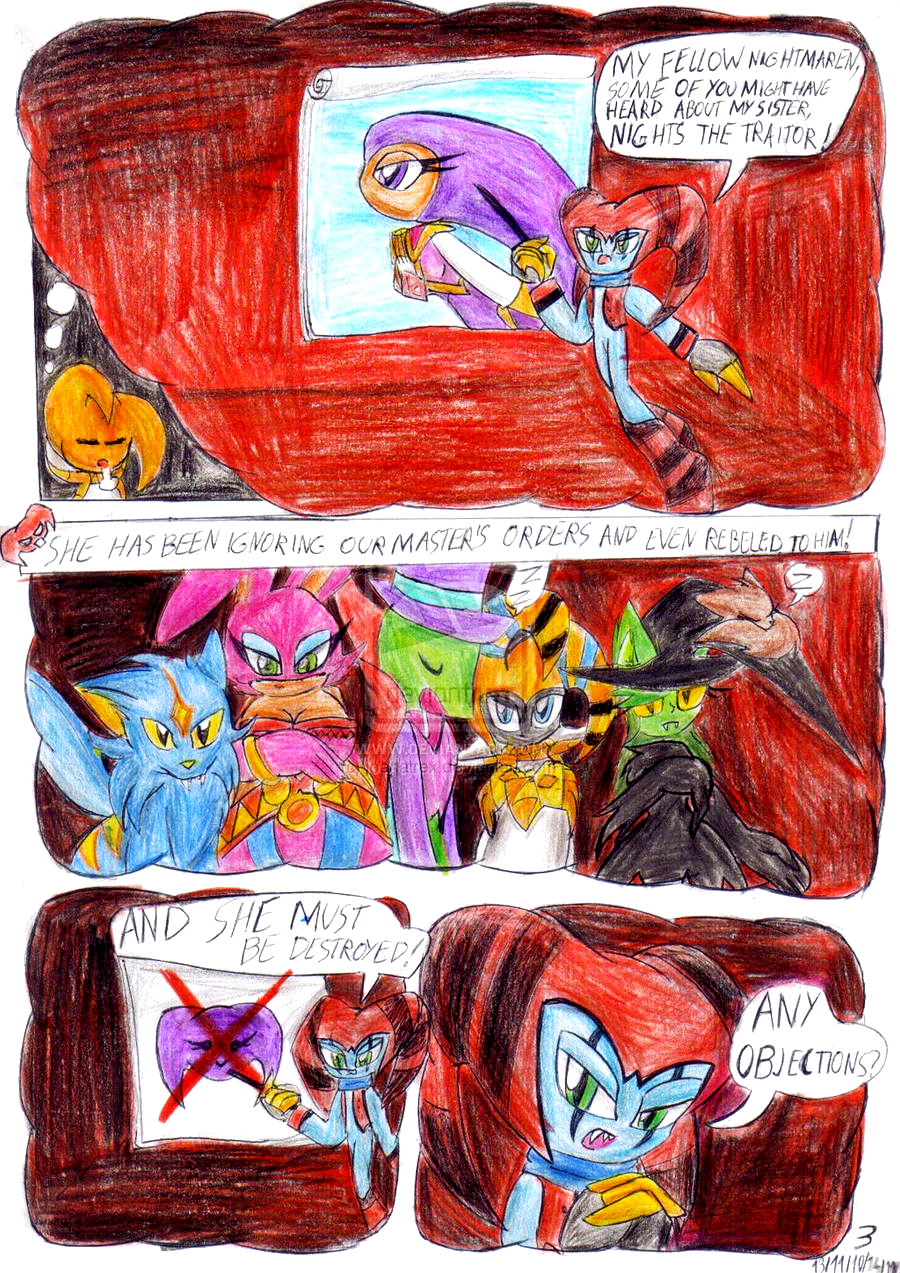 MY FELLOW NIGHTMAREN,
SOME OF YOU MIGHT HAVE
HEARD ABOUT MY SISTER,
NIGHTS THE TRAITOR!
SHE HAS BEEN IGNORING OUR MASTER'S ORDERS AND EVEN REBELED TO HIM!
Z
Z
AND SHE MUST
BE DESTROYED!
ANY
OBJECTIONS?
3